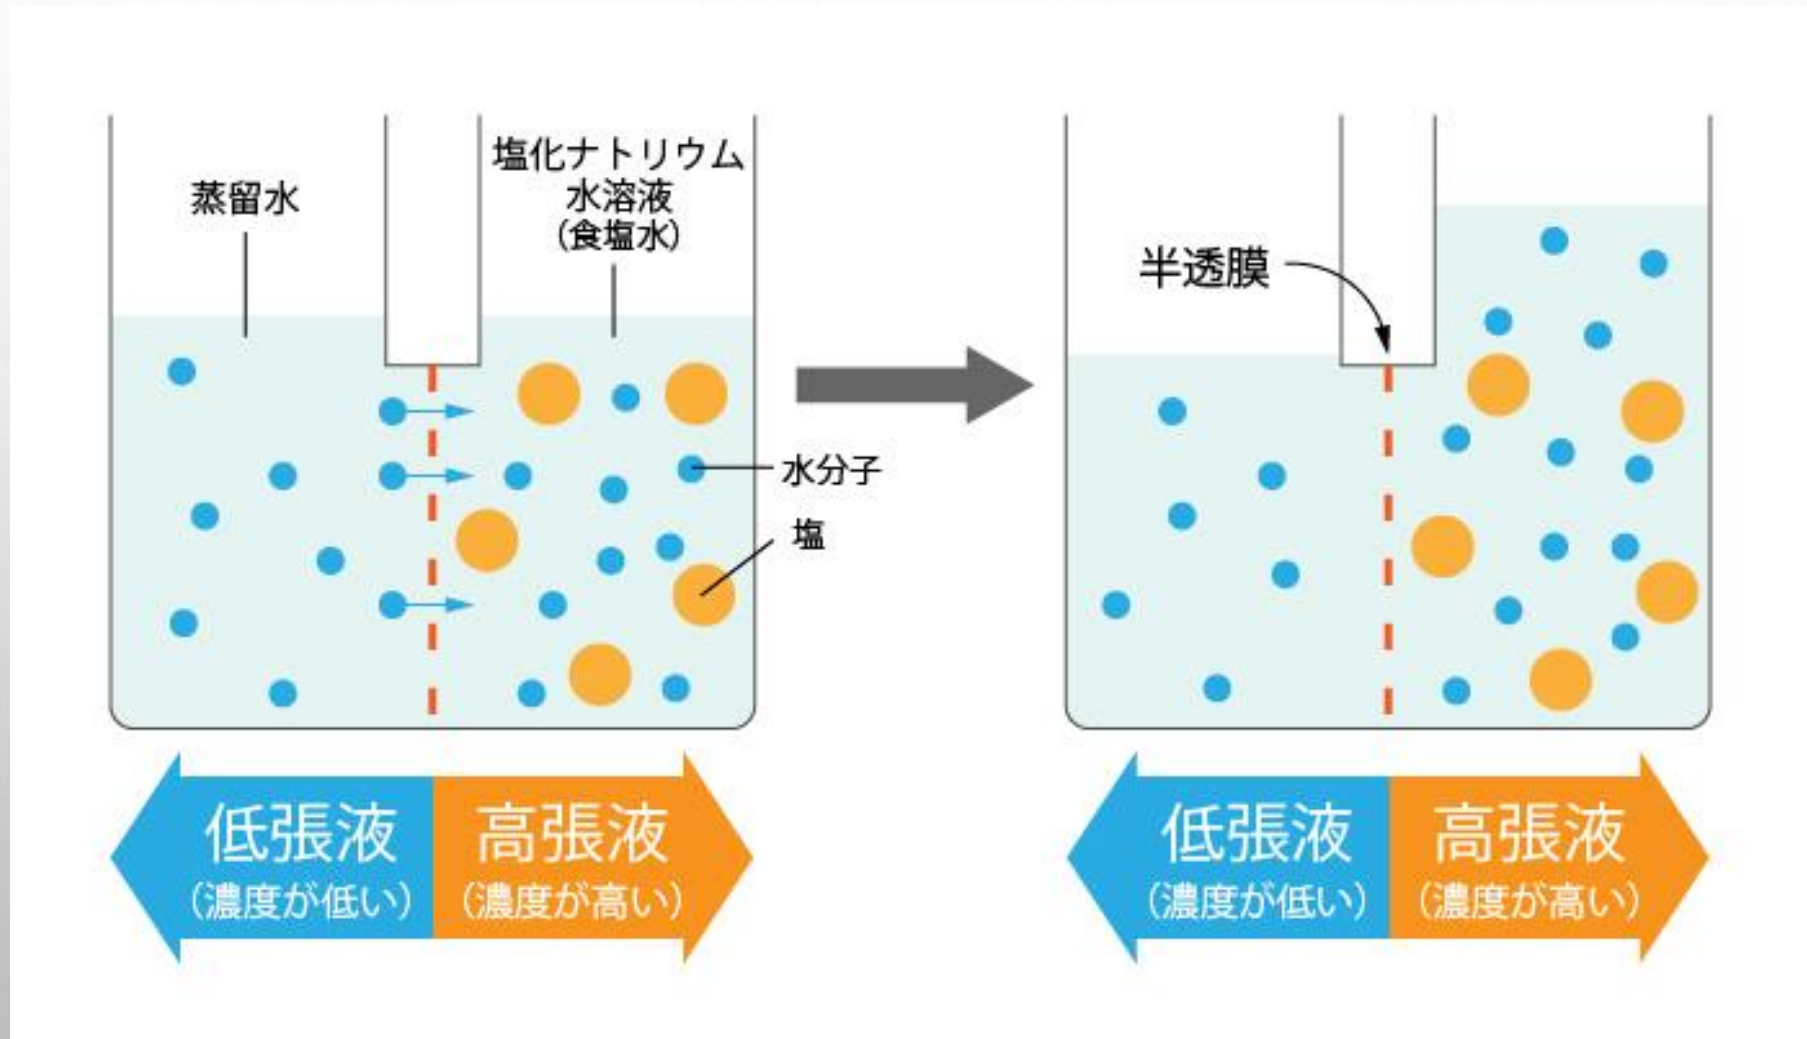 蒸留水
塩化ナトリウム
水溶液
（食塩水）
水分子
塩
半透膜
低張液
（濃度が低い）
高張液
（濃度が高い）
低張液
（濃度が低い）
高張液
（濃度が高い）